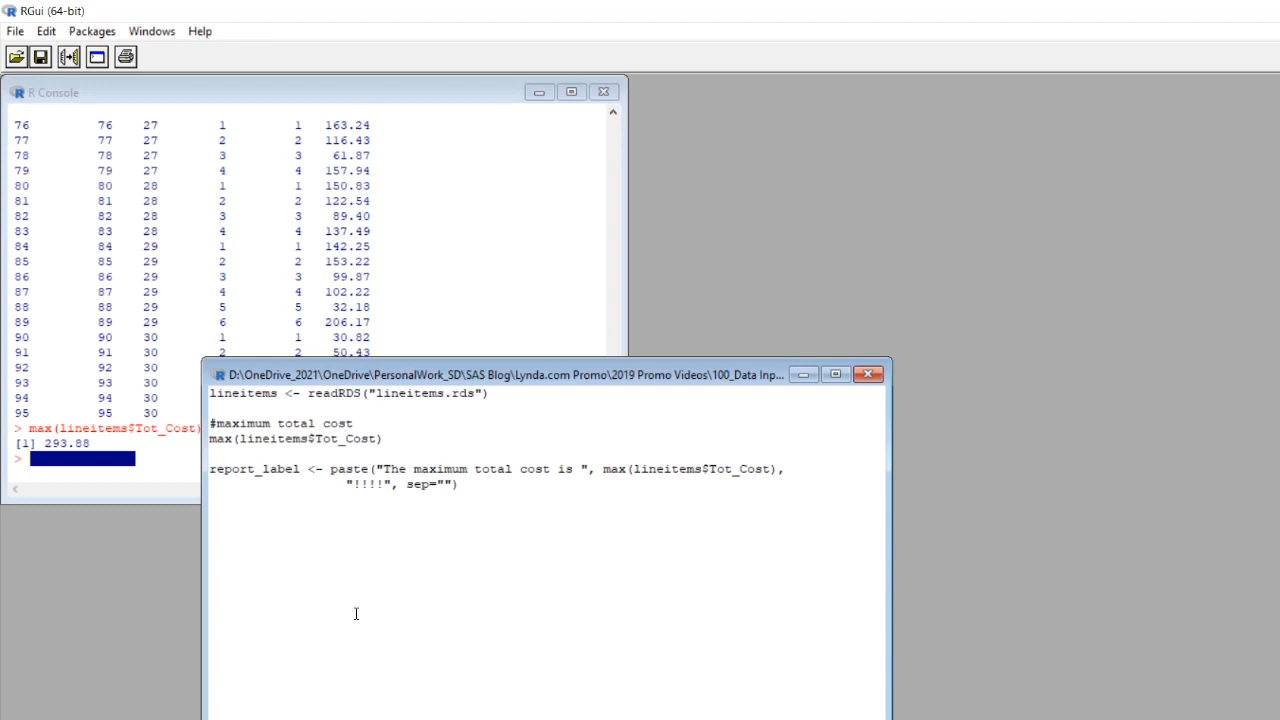 RGui (64-bit)
File Edit Packages Windows Help
R Console
76 76 27 1 1 163.24
77 77 27 2 2 116.43
78 78 27 3 3 61.87
79 79 27 4 4 157.94
80 80 28 1 1 150.83
81 81 28 2 2 122.54
82 82 28 3 3 89.40
83 83 28 4 4 137.49
84 84 29 1 1 142.25
85 85 29 2 2 153.22
86 86 29 3 3 99.87
87 87 29 4 4 102.22
88 88 29 5 5 32.18
89 89 29 6 6 206.17
90 90 30 1 1 30.82
91 91 30 2 2 50.43
92 92 30
93 93 30
94 94 30
95 95 30
> max(lineitems$Tot_Cost)
[1] 293.88
>
D:\OneDrive_2021\OneDrive\PersonalWork_SD\SAS Blog\Lynda.com Promo\2019 Promo Videos\100_Data Inp...
lineitems <- readRDS("lineitems.rds")
#maximum total cost
max(lineitems$Tot_Cost)
report_label <- paste("The maximum total cost is ", max(lineitems$Tot_Cost),
"!!!!", sep="")